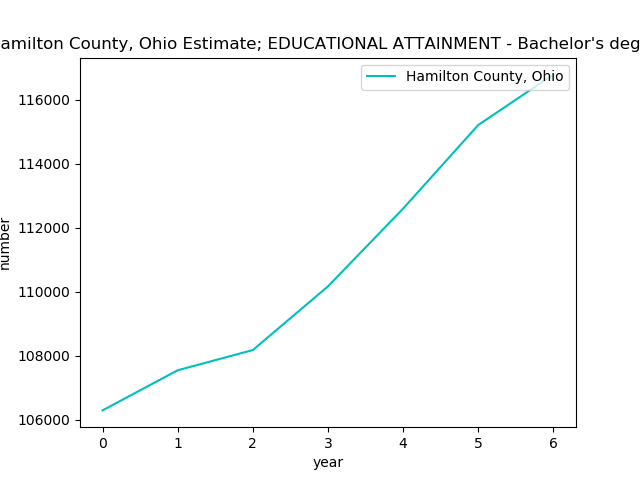 amilton County, Ohio Estimate; EDUCATIONAL ATTAINMENT - Bachelor's deg
Hamilton County, Ohio
116000
114000
112000
110000
108000
106000
number
0 1 2 3 4 5 6
year